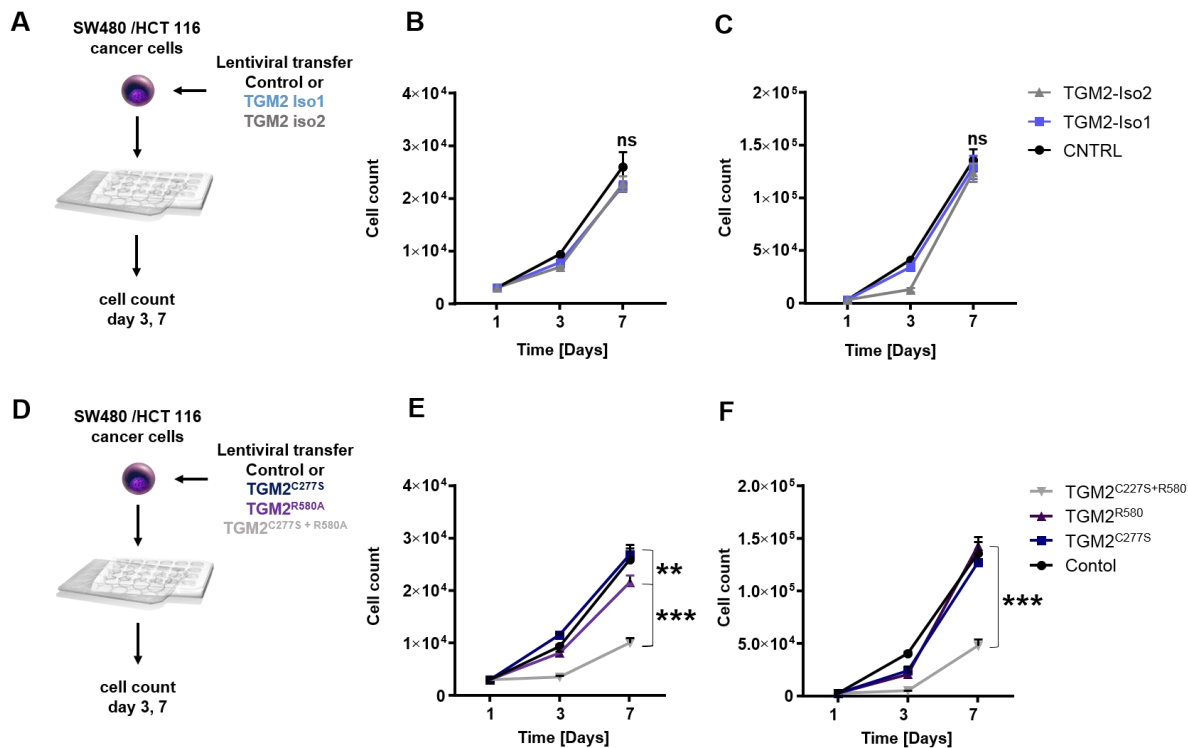 A
SW480 /HCT 116
cancer cells
Lentiviral transfer
Control or
TGM2 Iso1
TGM2 iso2
cell count
day 3, 7
B
4×10⁴
3×10⁴
2×10⁴
1×10⁴
0
Cell count
ns
1 3 7
Time [Days]
C
2×10⁵
1.5×10⁵
1×10⁵
5×10⁴
0
Cell count
ns
1 3 7
Time [Days]
TGM2-Iso2
TGM2-Iso1
CNTRL
D
SW480 /HCT 116
cancer cells
Lentiviral transfer
Control or
TGM2C277S
TGM2R580A
TGM2C277S + R580A
cell count
day 3, 7
E
4×10⁴
3×10⁴
2×10⁴
1×10⁴
0
Cell count
**
***
1 3 7
Time [Days]
F
2.0×10⁵
1.5×10⁵
1.0×10⁵
5.0×10⁴
0
Cell count
***
1 3 7
Time [Days]
TGM2C227S+R580
TGM2R580
TGM2C277S
Contol